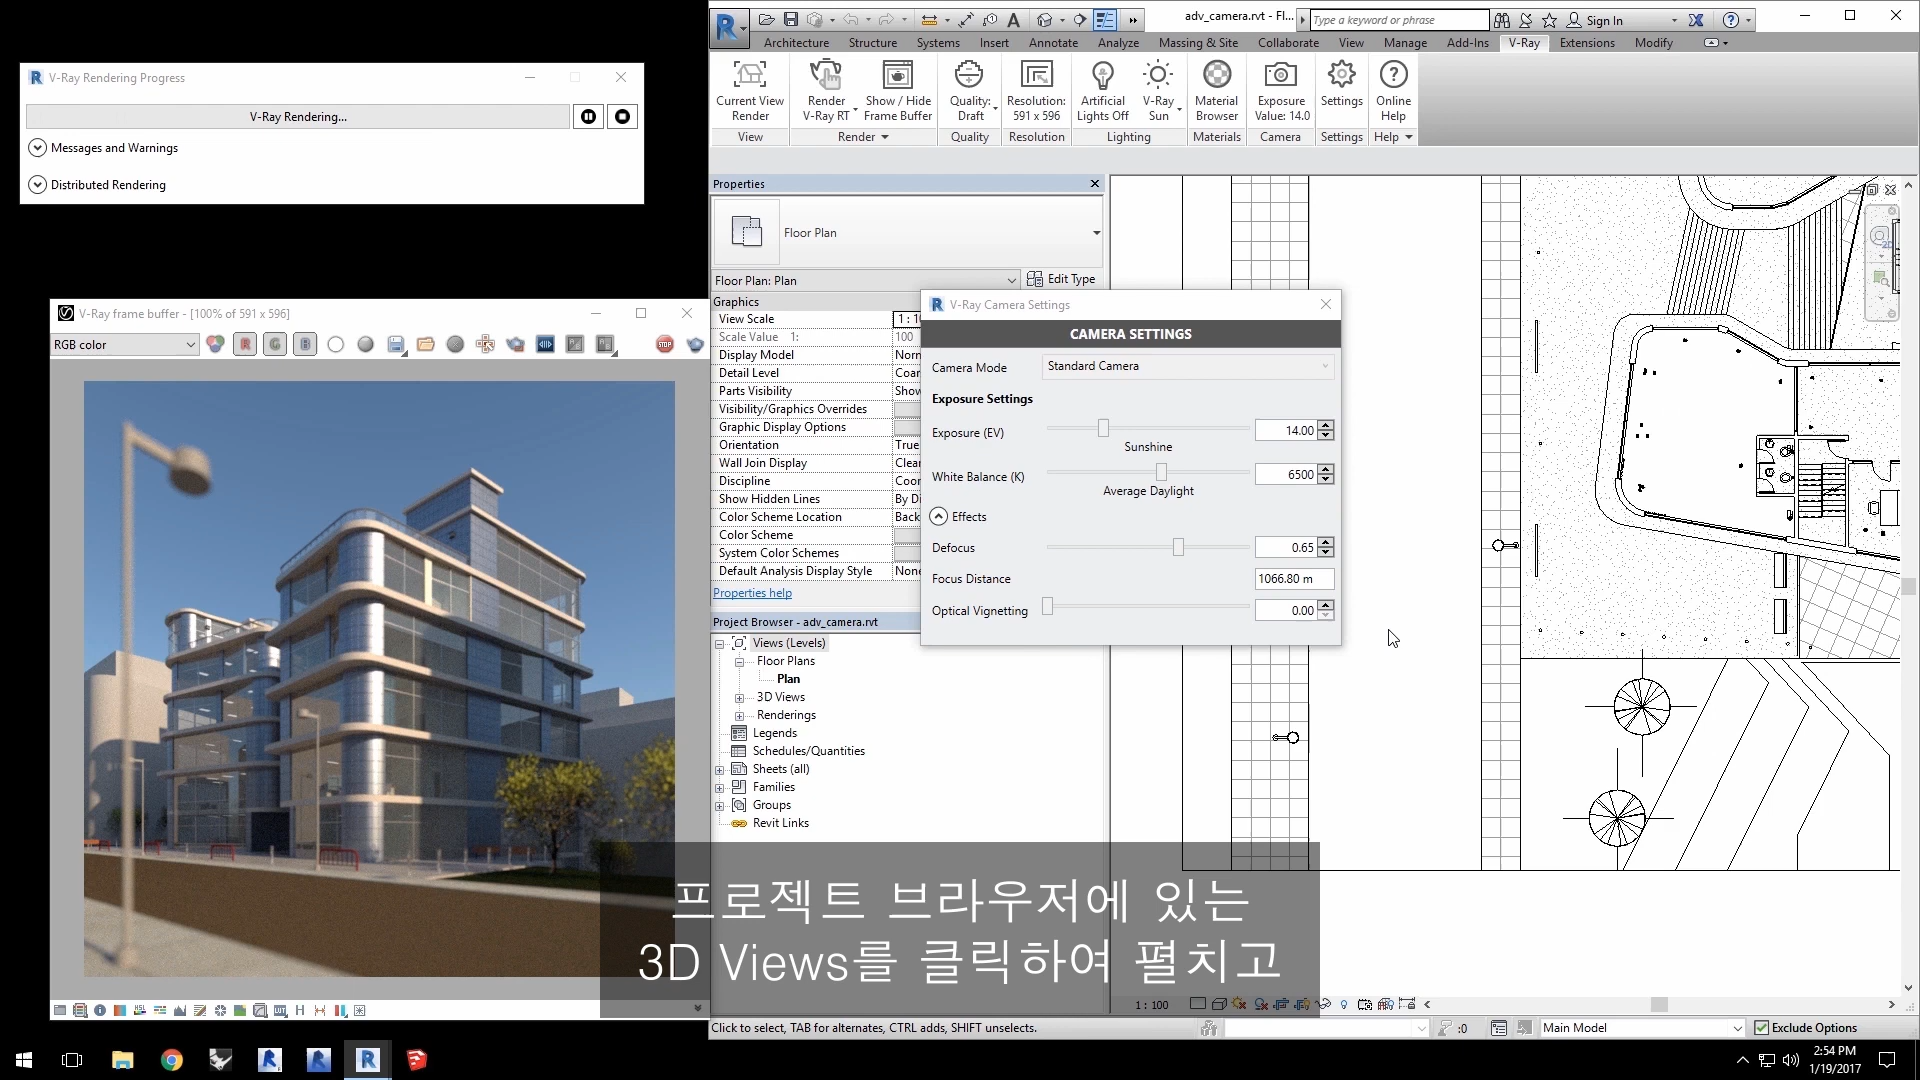 V-Ray Rendering Progress
V-Ray Rendering...
Messages and Warnings
Distributed Rendering
V-Ray frame buffer - [100% of 591 x 596]
RGB color
R G B
STOP
adv_camera.rvt - Fl...
Type a keyword or phrase
Sign In
Architecture Structure Systems Insert Annotate Analyze Massing & Site Collaborate View Manage Add-Ins V-Ray Extensions Modify
Current View Render
Render V-Ray RT
Show / Hide Frame Buffer
Quality: Draft
Resolution: 591 x 596
Artificial Lights Off
V-Ray Sun
Material Browser
Exposure Value: 14.0
Settings
Online Help
View Render Quality Resolution Lighting Materials Camera Settings Help
Properties
Floor Plan
Floor Plan: Plan
Edit Type
Graphics
View Scale 1 : 1
Scale Value 1: 100
Display Model Norn
Detail Level Coar
Parts Visibility Show
Visibility/Graphics Overrides
Graphic Display Options
Orientation True
Wall Join Display Clear
Discipline Coor
Show Hidden Lines By Di
Color Scheme Location Back
Color Scheme
System Color Schemes
Default Analysis Display Style None
Properties help
Project Browser - adv_camera.rvt
Views (Levels)
Floor Plans
Plan
3D Views
Renderings
Legends
Schedules/Quantities
Sheets (all)
Families
Groups
Revit Links
V-Ray Camera Settings
CAMERA SETTINGS
Camera Mode Standard Camera
Exposure Settings
Exposure (EV) 14.00
Sunshine
White Balance (K) 6500
Average Daylight
Effects
Defocus 0.65
Focus Distance 1066.80 m
Optical Vignetting 0.00
프로젝트 브라우저에 있는
3D Views를 클릭하여 펼치고
1 : 100
Click to select, TAB for alternates, CTRL adds, SHIFT unselects.
:0
Main Model
Exclude Options
2:54 PM
1/19/2017